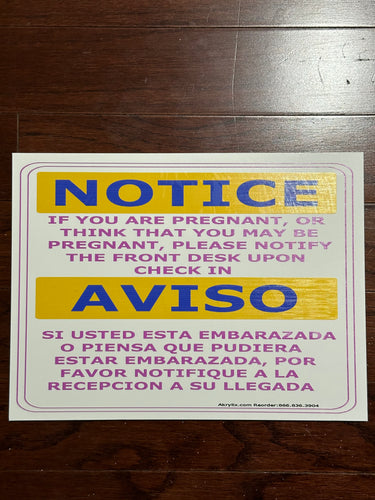 NOTICE
IF YOU ARE PREGNANT, OR
THINK THAT YOU MAY BE
PREGNANT, PLEASE NOTIFY
THE FRONT DESK UPON
CHECK IN
AVISO
SI USTED ESTA EMBARAZADA
O PIENSA QUE PUDIERA
ESTAR EMBARAZADA, POR
FAVOR NOTIFIQUE A LA
RECEPCION A SU LLEGADA
Akrylix.com Reorder:866.836.3904